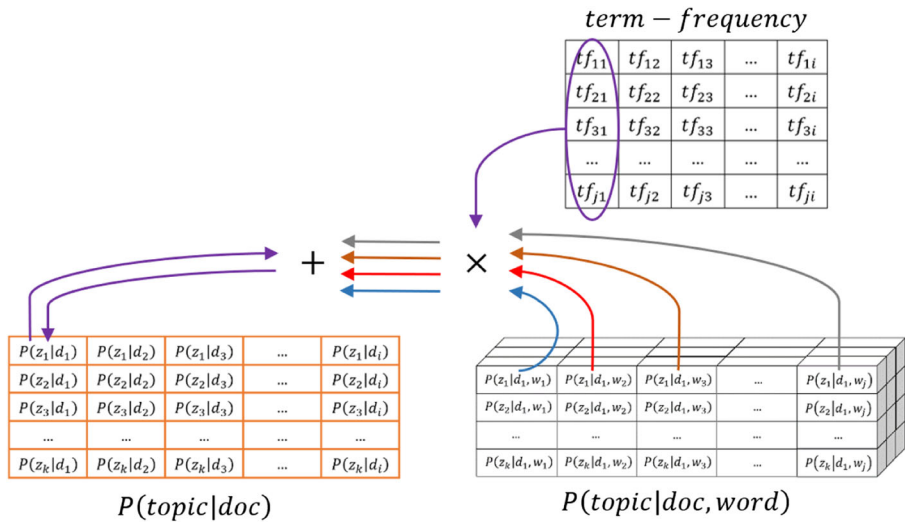 term − frequency
tf₁₁ tf₁₂ tf₁₃ ... tf₁ᵢ
tf₂₁ tf₂₂ tf₂₃ ... tf₂ᵢ
tf₃₁ tf₃₂ tf₃₃ ... tf₃ᵢ
... ... ... ... ...
tfⱼ₁ tfⱼ₂ tfⱼ₃ ... tfⱼᵢ
+ ×
P(z₁|d₁) P(z₁|d₂) P(z₁|d₃) ... P(z₁|dᵢ)
P(z₂|d₁) P(z₂|d₂) P(z₂|d₃) ... P(z₂|dᵢ)
P(z₃|d₁) P(z₃|d₂) P(z₃|d₃) ... P(z₃|dᵢ)
... ... ... ... ...
P(zₖ|d₁) P(zₖ|d₂) P(zₖ|d₃) ... P(zₖ|dᵢ)
P(topic|doc)
P(z₁|d₁, w₁) P(z₁|d₁, w₂) P(z₁|d₁, w₃) ... P(z₁|d₁, wⱼ)
P(z₂|d₁, w₁) P(z₂|d₁, w₂) P(z₂|d₁, w₃) ... P(z₂|d₁, wⱼ)
... ... ... ... ...
P(zₖ|d₁, w₁) P(zₖ|d₁, w₂) P(zₖ|d₁, w₃) ... P(zₖ|d₁, wⱼ)
P(topic|doc, word)